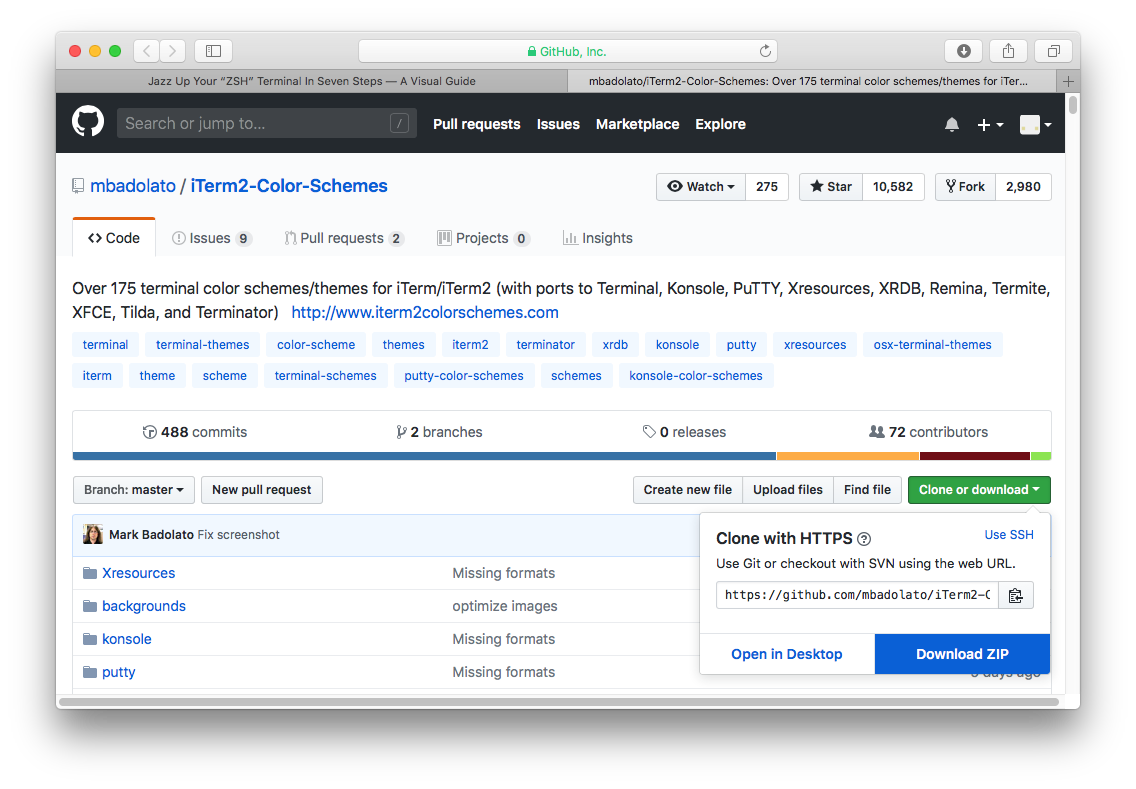 GitHub, Inc.
Jazz Up Your “ZSH” Terminal In Seven Steps — A Visual Guide
mbadolato/iTerm2-Color-Schemes: Over 175 terminal color schemes/themes for iTer...
Search or jump to... / Pull requests Issues Marketplace Explore
mbadolato / iTerm2-Color-Schemes
Watch 275 Star 10,582 Fork 2,980
Code Issues 9 Pull requests 2 Projects 0 Insights
Over 175 terminal color schemes/themes for iTerm/iTerm2 (with ports to Terminal, Konsole, PuTTY, Xresources, XRDB, Remina, Termite,
XFCE, Tilda, and Terminator) http://www.iterm2colorschemes.com
terminal terminal-themes color-scheme themes iterm2 terminator xrdb konsole putty xresources osx-terminal-themes
iterm theme scheme terminal-schemes putty-color-schemes schemes konsole-color-schemes
488 commits 2 branches 0 releases 72 contributors
Branch: master New pull request Create new file Upload files Find file Clone or download
Mark Badolato Fix screenshot
Xresources Missing formats
backgrounds optimize images
konsole Missing formats
putty Missing formats
Clone with HTTPS ? Use SSH
Use Git or checkout with SVN using the web URL.
https://github.com/mbadolato/iTerm2-C
Open in Desktop Download ZIP
days ago